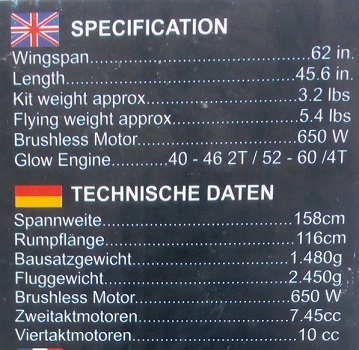 SPECIFICATION
Wingspan..............................62 in.
Length.................................45.6 in.
Kit weight approx......................3.2 lbs
Flying weight approx...................5.4 lbs
Brushless Motor........................650 W
Glow Engine.........40 - 46 2T / 52 - 60 /4T
TECHNISCHE DATEN
Spannweite.............................158cm
Rumpflänge.............................116cm
Bausatzgewicht.........................1.480g
Fluggewicht............................2.450g
Brushless Motor........................650 W
Zweitaktmotoren........................7.45cc
Viertaktmotoren........................10 cc